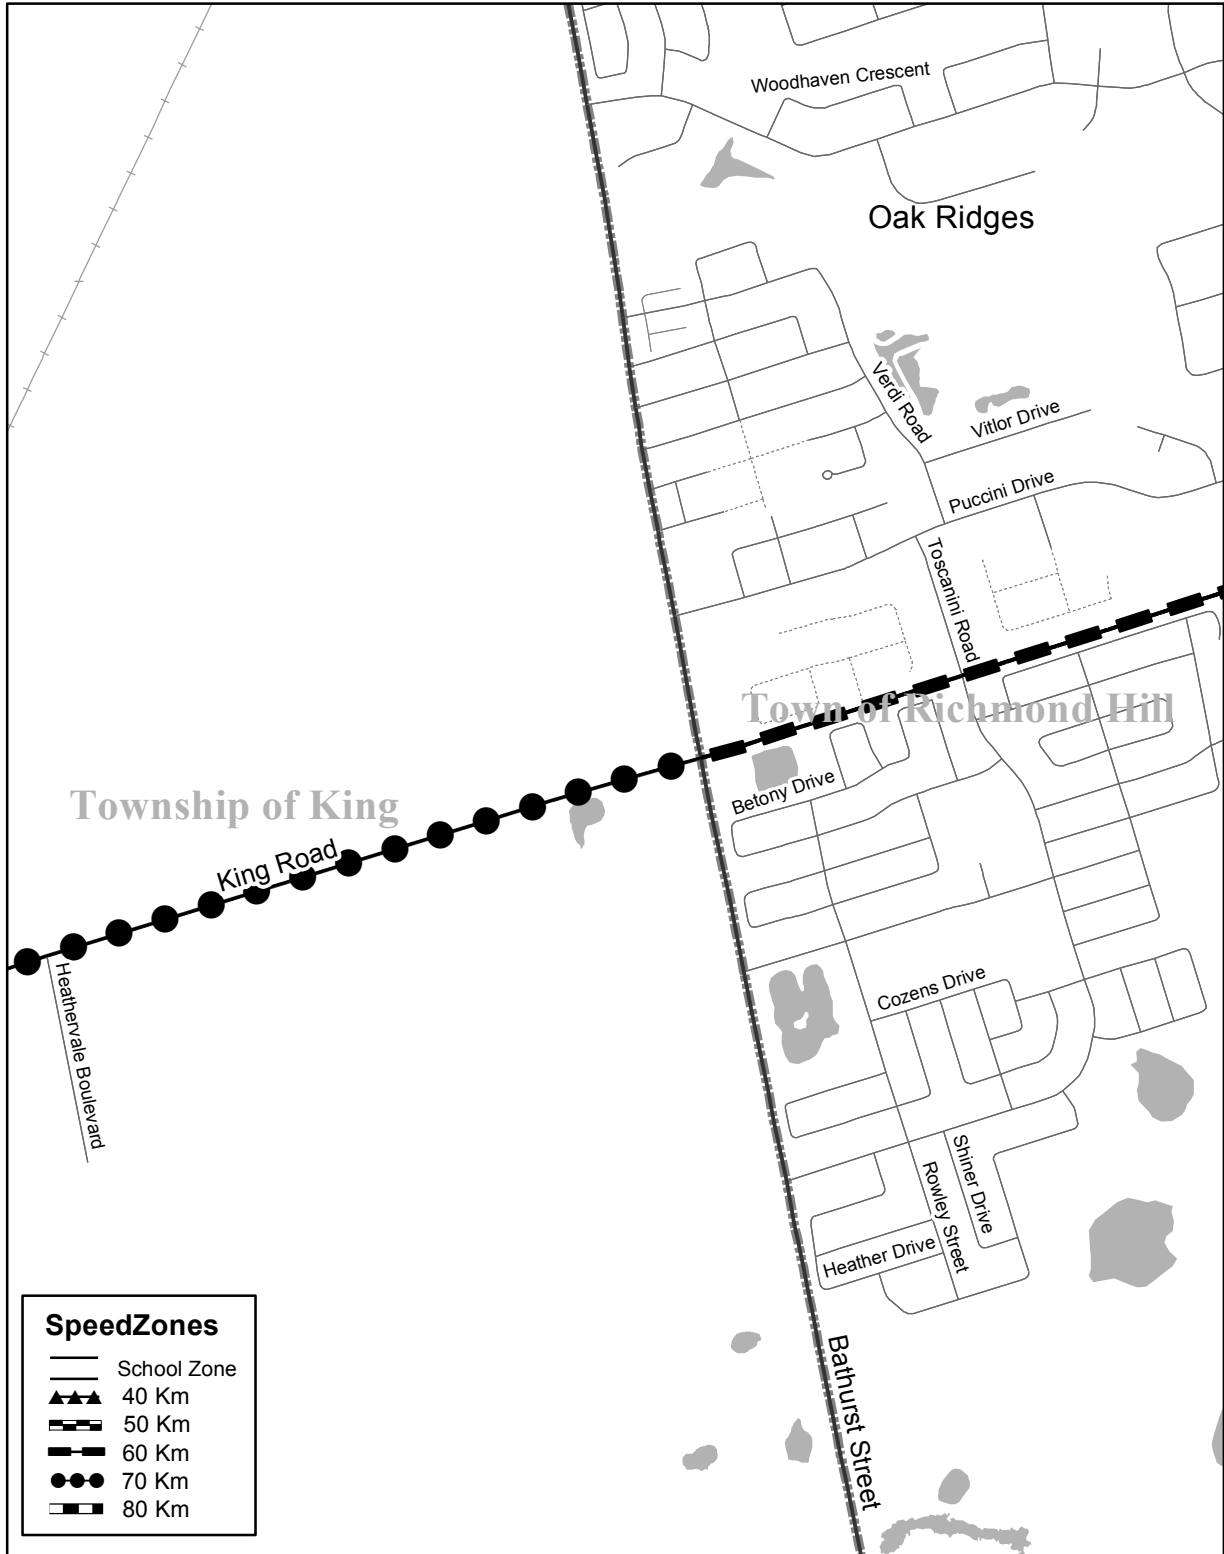 Woodhaven Crescent
Oak Ridges
Verdi Road
Vitlor Drive
Puccini Drive
Toscanini Road
Town of Richmond Hill
Betony Drive
Township of King
King Road
Heathervale Boulevard
Cozens Drive
Shiner Drive
Rowley Street
Heather Drive
Bathurst Street
SpeedZones
School Zone
40 Km
50 Km
60 Km
70 Km
80 Km